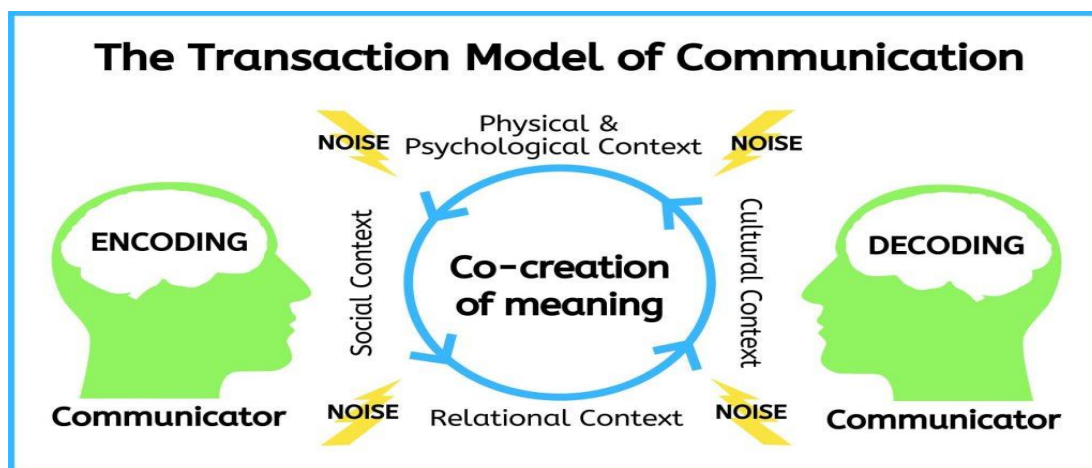 The Transaction Model of Communication
NOISE
Physical &
Psychological Context
NOISE
ENCODING
Social Context
Co-creation
of meaning
Cultural Context
DECODING
Communicator
NOISE
Relational Context
NOISE
Communicator